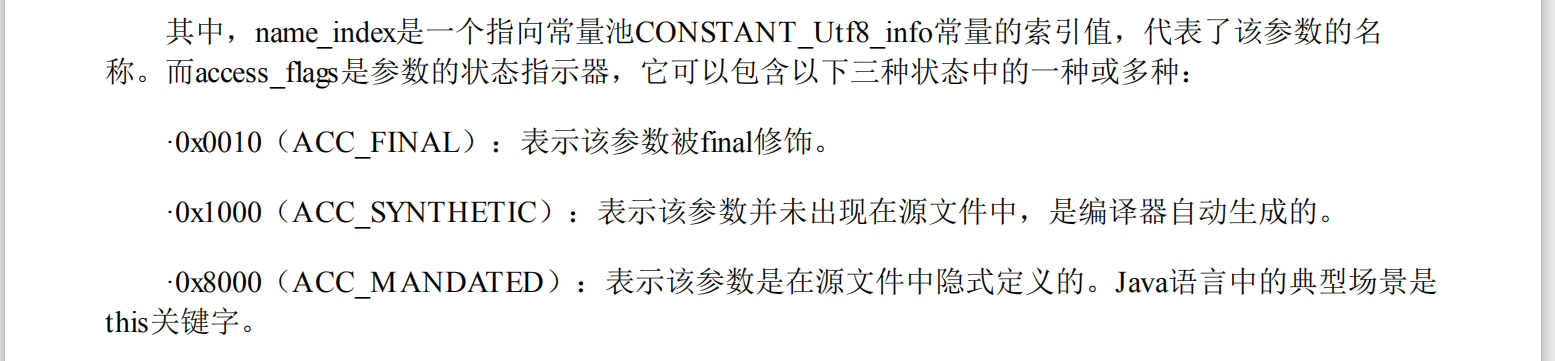 其中，name_index是一个指向常量池CONSTANT_Utf8_info常量的索引值，代表了该参数的名
称。而access_flags是参数的状态指示器，它可以包含以下三种状态中的一种或多种：
·0x0010（ACC_FINAL）：表示该参数被final修饰。
·0x1000（ACC_SYNTHETIC）：表示该参数并未出现在源文件中，是编译器自动生成的。
·0x8000（ACC_MANDATED）：表示该参数是在源文件中隐式定义的。Java语言中的典型场景是
this关键字。